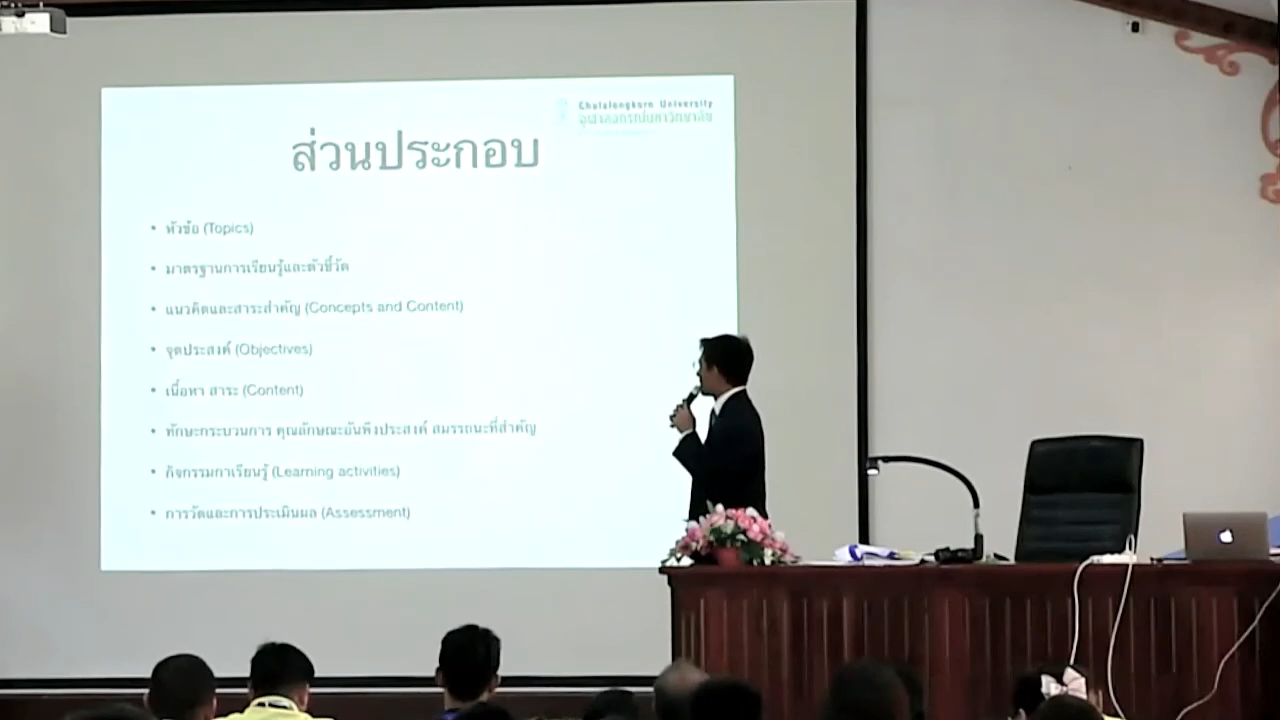 Chulalongkorn University
จุฬาลงกรณ์มหาวิทยาลัย
ส่วนประกอบ
• หัวข้อ (Topics)
• มาตรฐานการเรียนรู้และตัวชี้วัด
• แนวคิดและสาระสำคัญ (Concepts and Content)
• จุดประสงค์ (Objectives)
• เนื้อหา สาระ (Content)
• ทักษะกระบวนการ คุณลักษณะอันพึงประสงค์ สมรรถนะที่สำคัญ
• กิจกรรมกาเรียนรู้ (Learning activities)
• การวัดและการประเมินผล (Assessment)